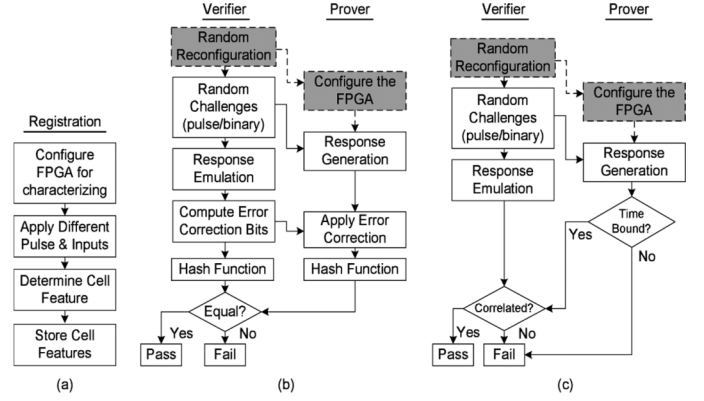 Registration
Configure
FPGA for
characterizing
Apply Different
Pulse & Inputs
Determine Cell
Feature
Store Cell
Features
(a)
Verifier
Prover
Random
Reconfiguration
Configure the
FPGA
Random
Challenges
(pulse/binary)
Response
Generation
Response
Emulation
Compute Error
Correction Bits
Apply Error
Correction
Hash Function
Hash Function
Equal?
Yes
No
Pass
Fail
(b)
Verifier
Prover
Random
Reconfiguration
Configure the
FPGA
Random
Challenges
(pulse/binary)
Response
Generation
Response
Emulation
Time
Bound?
Yes
No
Correlated?
Yes
No
Pass
Fail
(c)